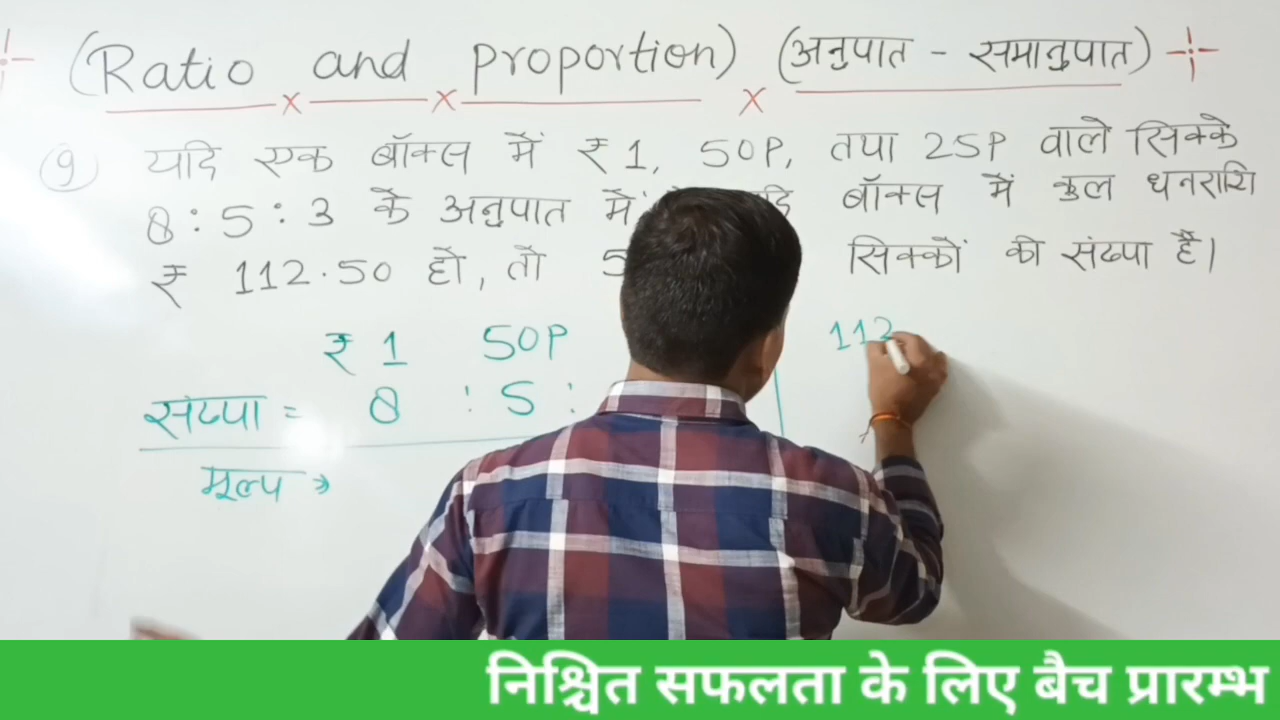 (Ratio and proportion) (अनुपात - समानुपात)
9 यदि एक बॉक्स में ₹1, 50P, तथा 25P वाले सिक्के
8 : 5 : 3 के अनुपात में बॉक्स में कुल धनराशि
₹ 112.50 हो, तो सिक्कों की संख्या है।
₹ 1 50P 112
संख्या = 8 : 5 :
मूल्य →
निश्चित सफलता के लिए बैच प्रारम्भ